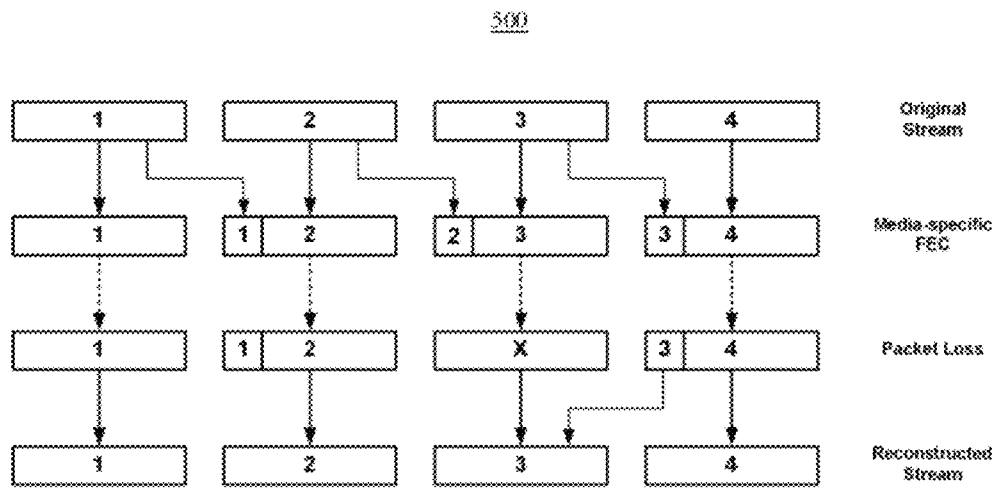 500
1 2 3 4 Original
Stream
1 1 2 2 3 3 4 Media-specific
FEC
1 1 2 X 3 4 Packet Loss
1 2 3 4 Reconstructed
Stream